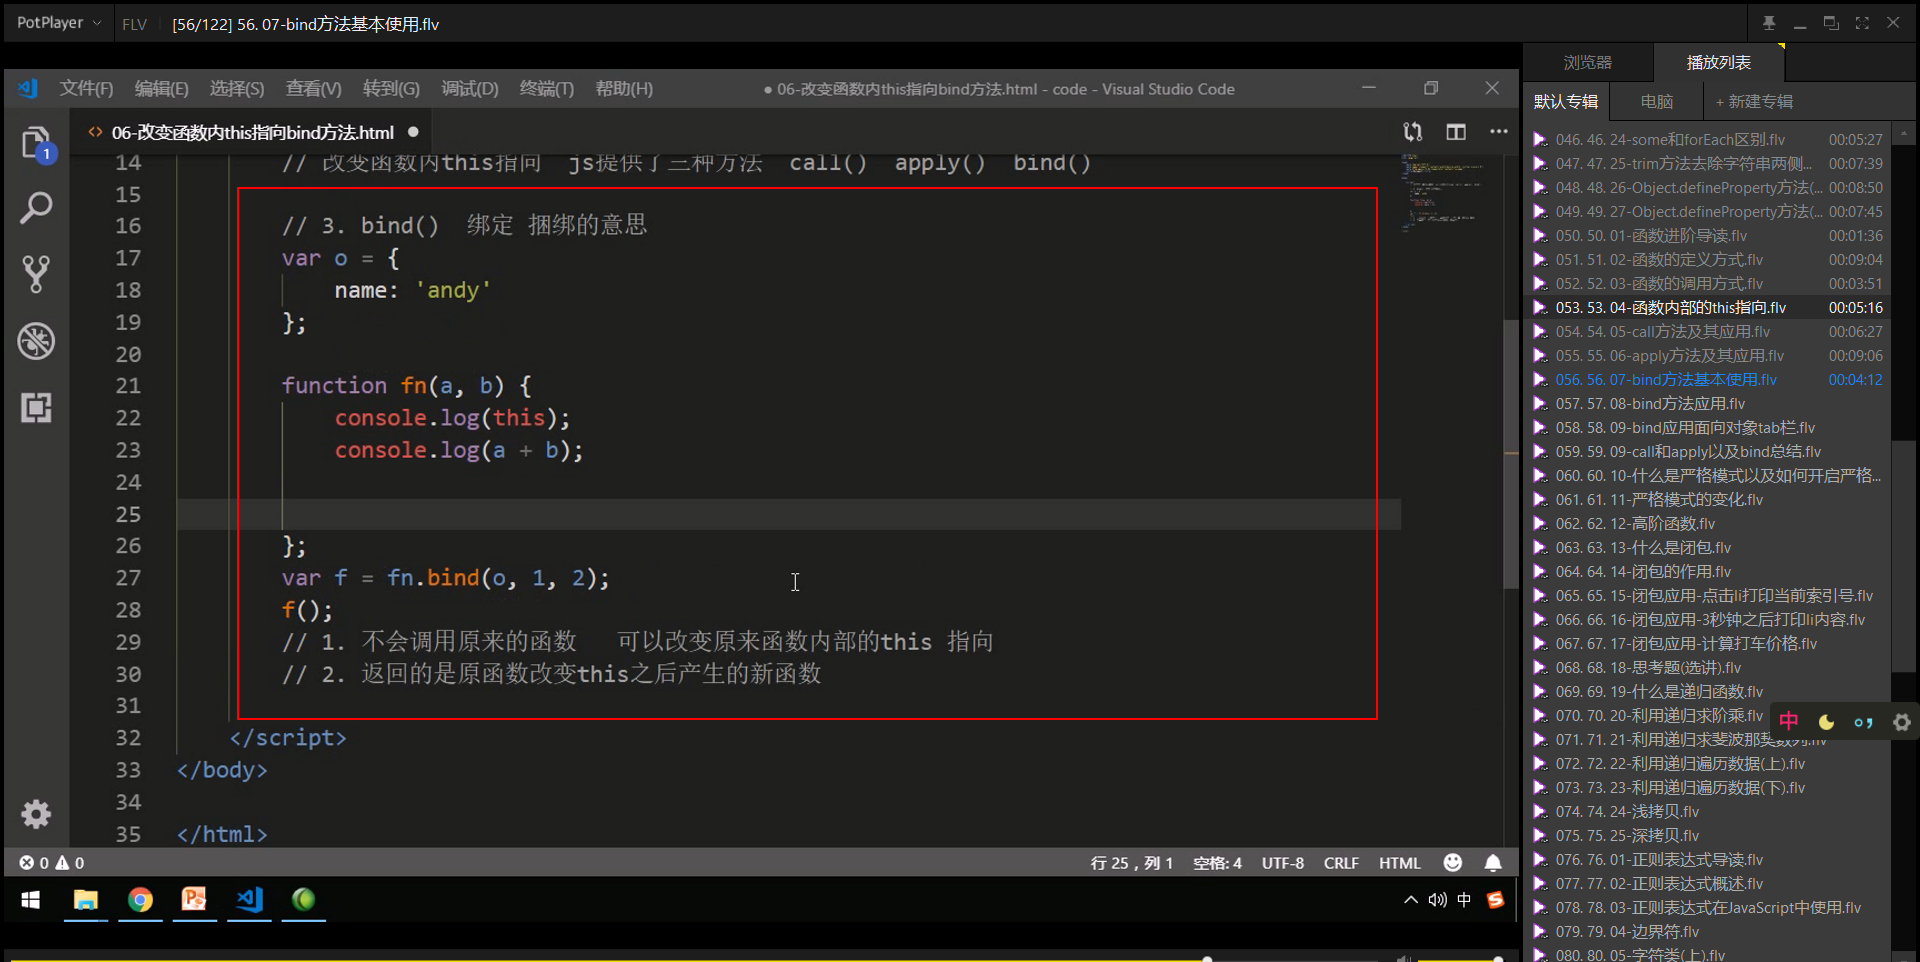 PotPlayer FLV [56/122] 56. 07-bind方法基本使用.flv
文件(F) 编辑(E) 选择(S) 查看(V) 转到(G) 调试(D) 终端(T) 帮助(H) ● 06-改变函数内this指向bind方法.html - code - Visual Studio Code
<> 06-改变函数内this指向bind方法.html ●
1
14 // 改变函数内this指向 js提供了三种方法 call() apply() bind()
15
16 // 3. bind() 绑定 捆绑的意思
17 var o = {
18 name: 'andy'
19 };
20
21 function fn(a, b) {
22 console.log(this);
23 console.log(a + b);
24
25
26 };
27 var f = fn.bind(o, 1, 2);
28 f();
29 // 1. 不会调用原来的函数 可以改变原来函数内部的this 指向
30 // 2. 返回的是原函数改变this之后产生的新函数
31
32 </script>
33 </body>
34
35 </html>
0 0 行 25，列 1 空格: 4 UTF-8 CRLF HTML
中
浏览器 播放列表
默认专辑 电脑 + 新建专辑
046. 46. 24-some和forEach区别.flv 00:05:27
047. 47. 25-trim方法去除字符串两侧... 00:07:39
048. 48. 26-Object.defineProperty方法(... 00:08:50
049. 49. 27-Object.defineProperty方法(... 00:07:45
050. 50. 01-函数进阶导读.flv 00:01:36
051. 51. 02-函数的定义方式.flv 00:09:04
052. 52. 03-函数的调用方式.flv 00:03:51
053. 53. 04-函数内部的this指向.flv 00:05:16
054. 54. 05-call方法及其应用.flv 00:06:27
055. 55. 06-apply方法及其应用.flv 00:09:06
056. 56. 07-bind方法基本使用.flv 00:04:12
057. 57. 08-bind方法应用.flv
058. 58. 09-bind应用面向对象tab栏.flv
059. 59. 09-call和apply以及bind总结.flv
060. 60. 10-什么是严格模式以及如何开启严格...
061. 61. 11-严格模式的变化.flv
062. 62. 12-高阶函数.flv
063. 63. 13-什么是闭包.flv
064. 64. 14-闭包的作用.flv
065. 65. 15-闭包应用-点击li打印当前索引号.flv
066. 66. 16-闭包应用-3秒钟之后打印li内容.flv
067. 67. 17-闭包应用-计算打车价格.flv
068. 68. 18-思考题(选讲).flv
069. 69. 19-什么是递归函数.flv
070. 70. 20-利用递归求阶乘.flv
中
071. 71. 21-利用递归求斐波那契数列.flv
072. 72. 22-利用递归遍历数据(上).flv
073. 73. 23-利用递归遍历数据(下).flv
074. 74. 24-浅拷贝.flv
075. 75. 25-深拷贝.flv
076. 76. 01-正则表达式导读.flv
077. 77. 02-正则表达式概述.flv
078. 78. 03-正则表达式在JavaScript中使用.flv
079. 79. 04-边界符.flv
080. 80. 05-字符类(上).flv